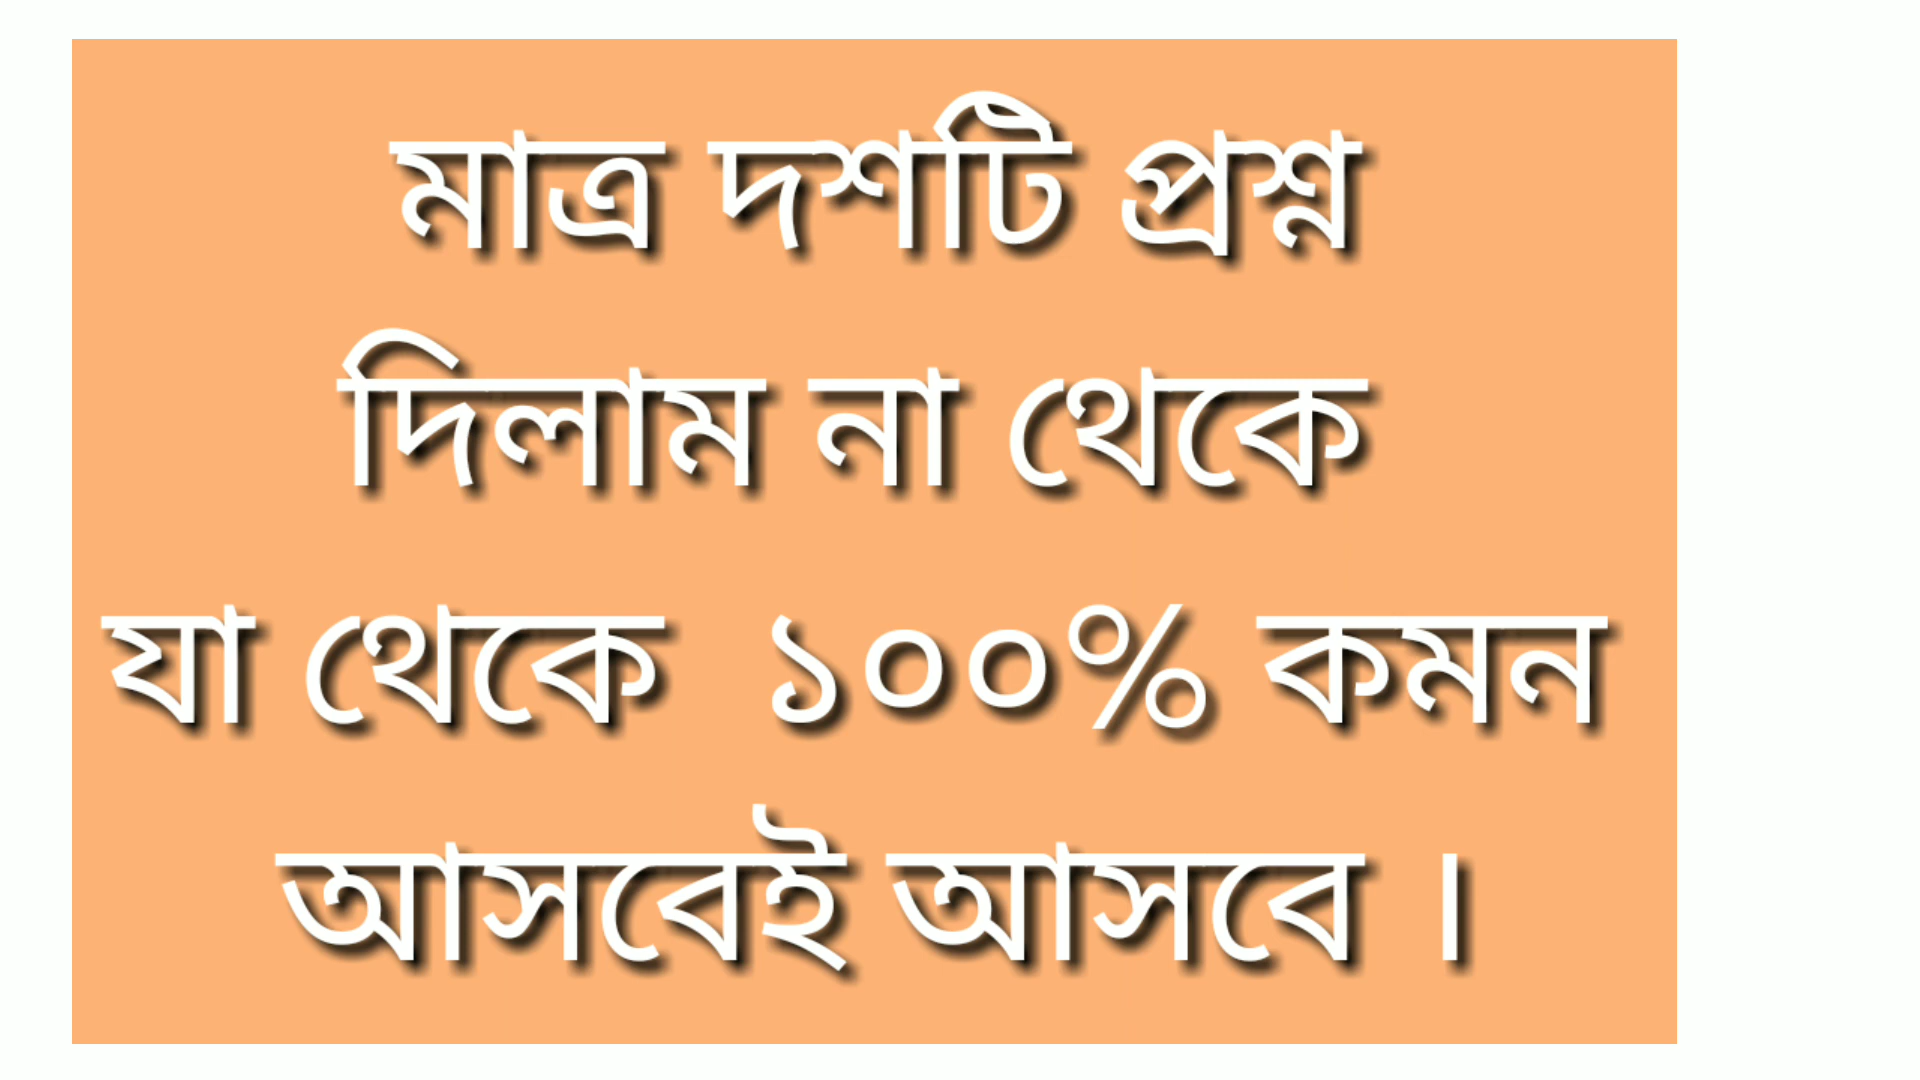 মাত্র দশটি প্রশ্ন
দিলাম না থেকে
যা থেকে ১০০% কমন
আসবেই আসবে ।